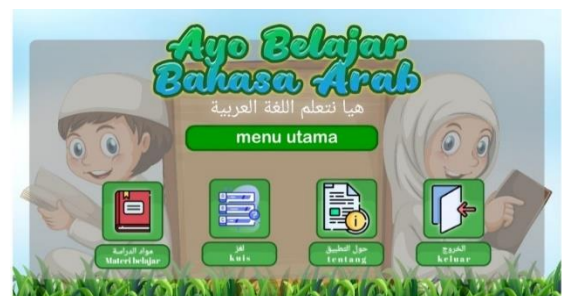 Ayo Belajar
Bahasa Arab
هيا نتعلم اللغة العربية
menu utama
مواد الدراسة
Materi belajar
لغز
kuis
حول التطبيق
tentang
الخروج
keluar